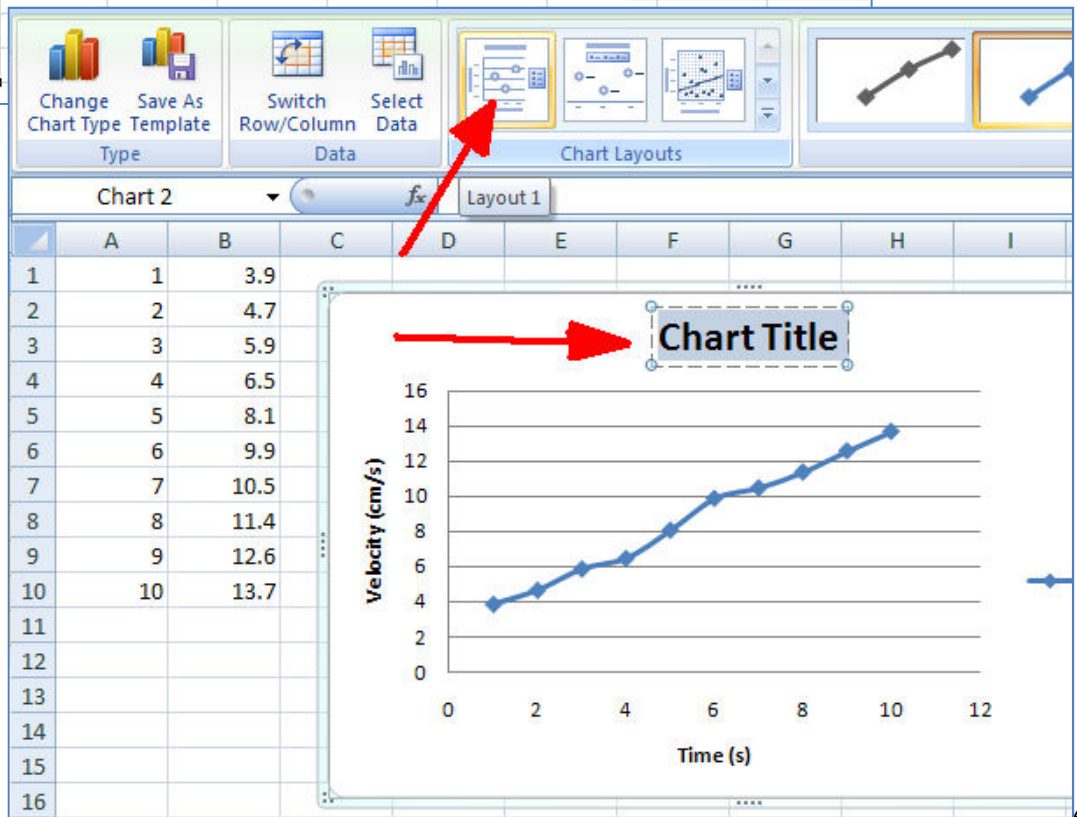 Change Save As Switch Select
Chart Type Template Row/Column Data
Type Data Chart Layouts
Chart 2 fx Layout 1
A B C D E F G H I
1 1 3.9
2 2 4.7
3 3 5.9
4 4 6.5
5 5 8.1
6 6 9.9
7 7 10.5
8 8 11.4
9 9 12.6
10 10 13.7
11
12
13
14
15
16
Chart Title
16
14
12
10
8
6
4
2
0
Velocity (cm/s)
0 2 4 6 8 10 12
Time (s)